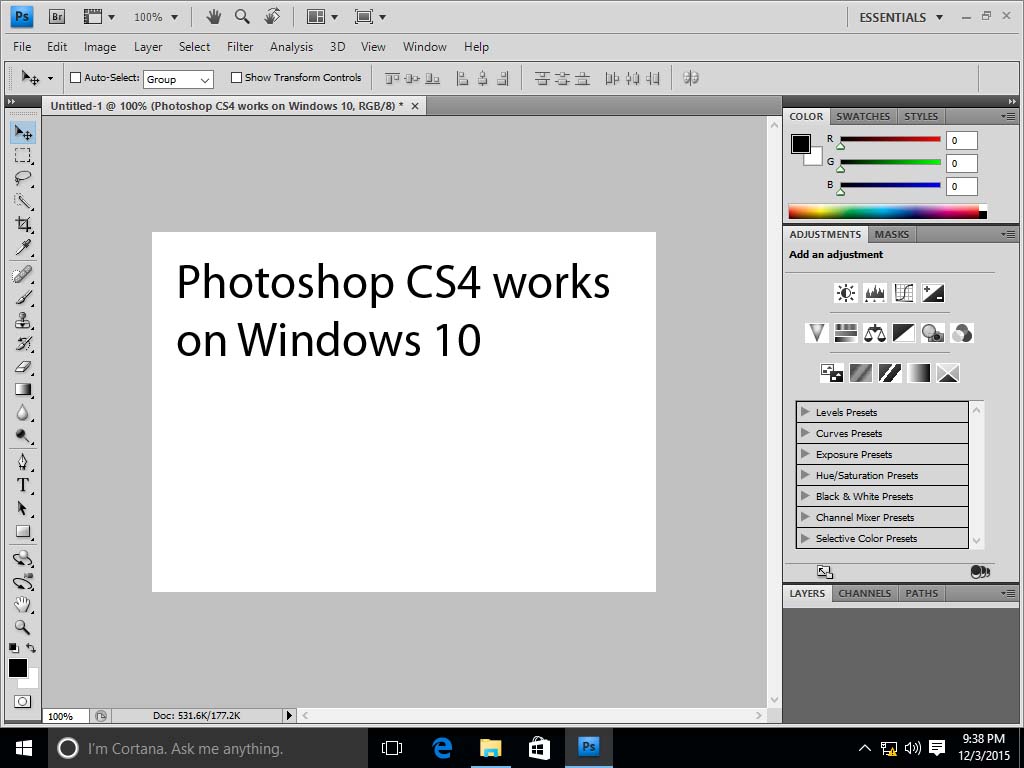 Ps Br 100% ESSENTIALS
File Edit Image Layer Select Filter Analysis 3D View Window Help
Auto-Select: Group Show Transform Controls
Untitled-1 @ 100% (Photoshop CS4 works on Windows 10, RGB/8) *
COLOR SWATCHES STYLES
R 0
G 0
B 0
ADJUSTMENTS MASKS
Add an adjustment
Photoshop CS4 works
on Windows 10
Levels Presets
Curves Presets
Exposure Presets
Hue/Saturation Presets
Black & White Presets
Channel Mixer Presets
Selective Color Presets
LAYERS CHANNELS PATHS
T
100% Doc: 531.6K/177.2K
I'm Cortana. Ask me anything.
Ps
9:38 PM
12/3/2015